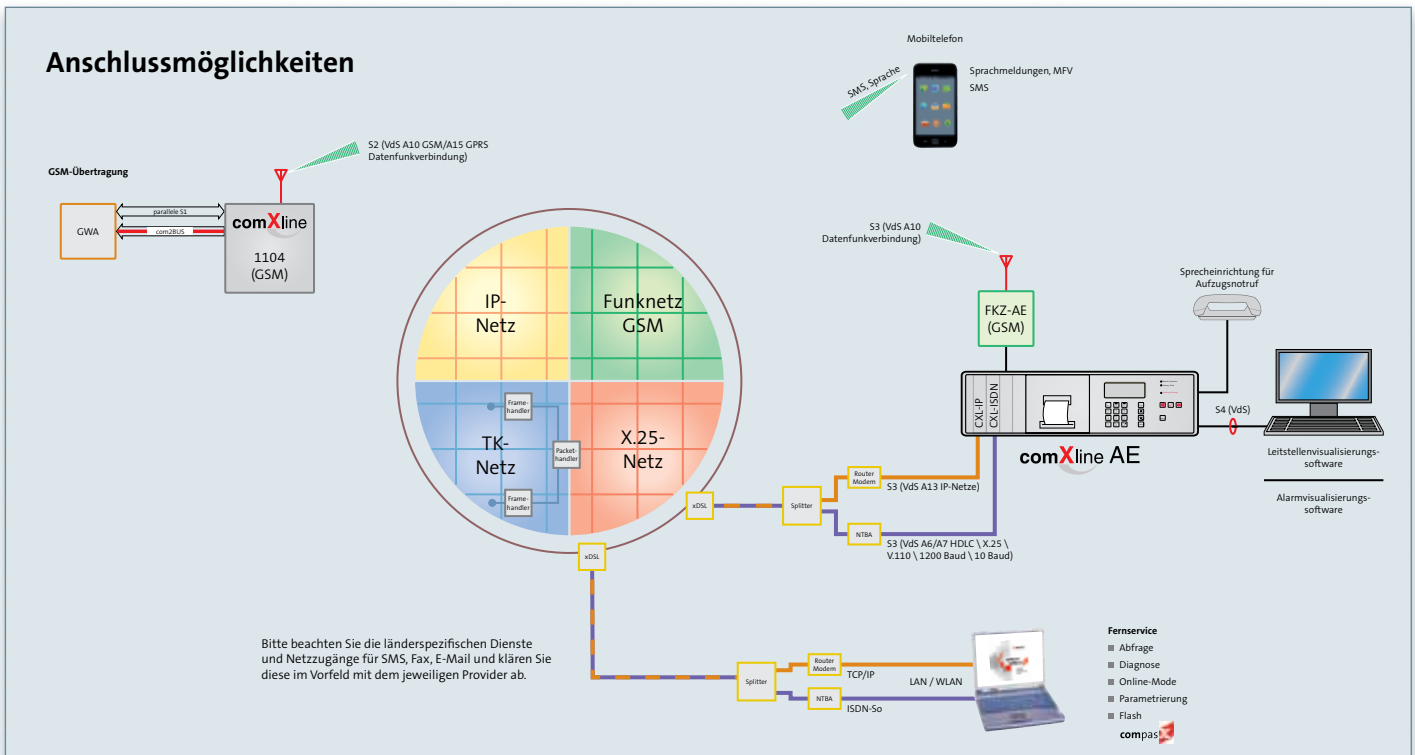 Anschlussmöglichkeiten
Mobiltelefon
SMS, Sprache
Sprachmeldungen, MFV
SMS
S2 (VdS A10 GSM/A15 GPRS
Datenfunkverbindung)
GSM-Übertragung
GWA
parallele S1
com2BUS
comXline
1104
(GSM)
S3 (VdS A10
Datenfunkverbindung)
FKZ-AE
(GSM)
Sprecheinrichtung für
Aufzugsnotruf
IP-
Netz
Funknetz
GSM
TK-
Netz
X.25-
Netz
Frame-
handler
Packet-
handler
Frame-
handler
CXL-IP
CXL-ISDN
comXline AE
S4 (VdS)
Leitstellenvisualisierungs-
software
Alarmvisualisierungs-
software
xDSL
Splitter
Router
Modem
S3 (VdS A13 IP-Netze)
NTBA
S3 (VdS A6/A7 HDLC \ X.25 \
V.110 \ 1200 Baud \ 10 Baud)
xDSL
Bitte beachten Sie die länderspezifischen Dienste
und Netzzugänge für SMS, Fax, E-Mail und klären Sie
diese im Vorfeld mit dem jeweiligen Provider ab.
Splitter
Router
Modem
TCP/IP
LAN / WLAN
NTBA
ISDN-So
Fernservice
Abfrage
Diagnose
Online-Mode
Parametrierung
Flash
compasX